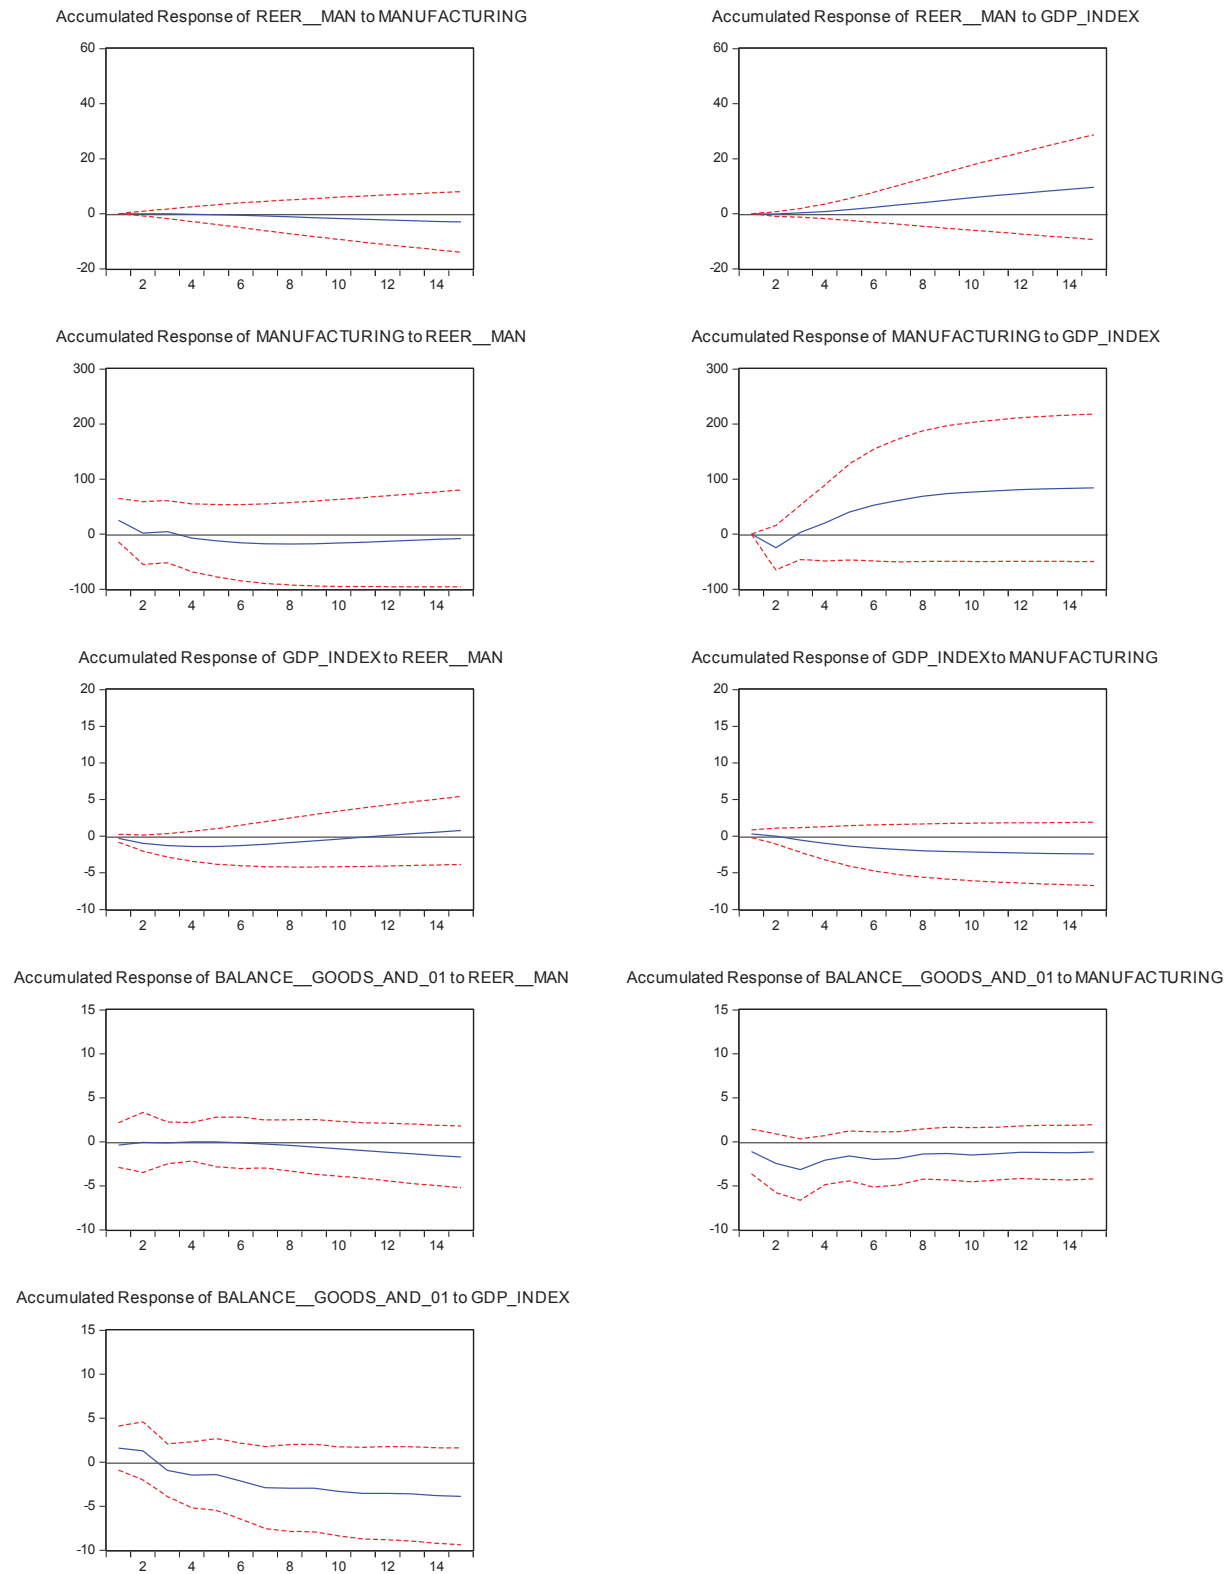 Accumulated Response of REER__MAN to MANUFACTURING
60
40
20
0
-20
2 4 6 8 10 12 14
Accumulated Response of REER__MAN to GDP_INDEX
60
40
20
0
-20
2 4 6 8 10 12 14
Accumulated Response of MANUFACTURING to REER__MAN
300
200
100
0
-100
2 4 6 8 10 12 14
Accumulated Response of MANUFACTURING to GDP_INDEX
300
200
100
0
-100
2 4 6 8 10 12 14
Accumulated Response of GDP_INDEX to REER__MAN
20
15
10
5
0
-5
-10
2 4 6 8 10 12 14
Accumulated Response of GDP_INDEX to MANUFACTURING
20
15
10
5
0
-5
-10
2 4 6 8 10 12 14
Accumulated Response of BALANCE__GOODS_AND_01 to REER__MAN
15
10
5
0
-5
-10
2 4 6 8 10 12 14
Accumulated Response of BALANCE__GOODS_AND_01 to MANUFACTURING
15
10
5
0
-5
-10
2 4 6 8 10 12 14
Accumulated Response of BALANCE__GOODS_AND_01 to GDP_INDEX
15
10
5
0
-5
-10
2 4 6 8 10 12 14